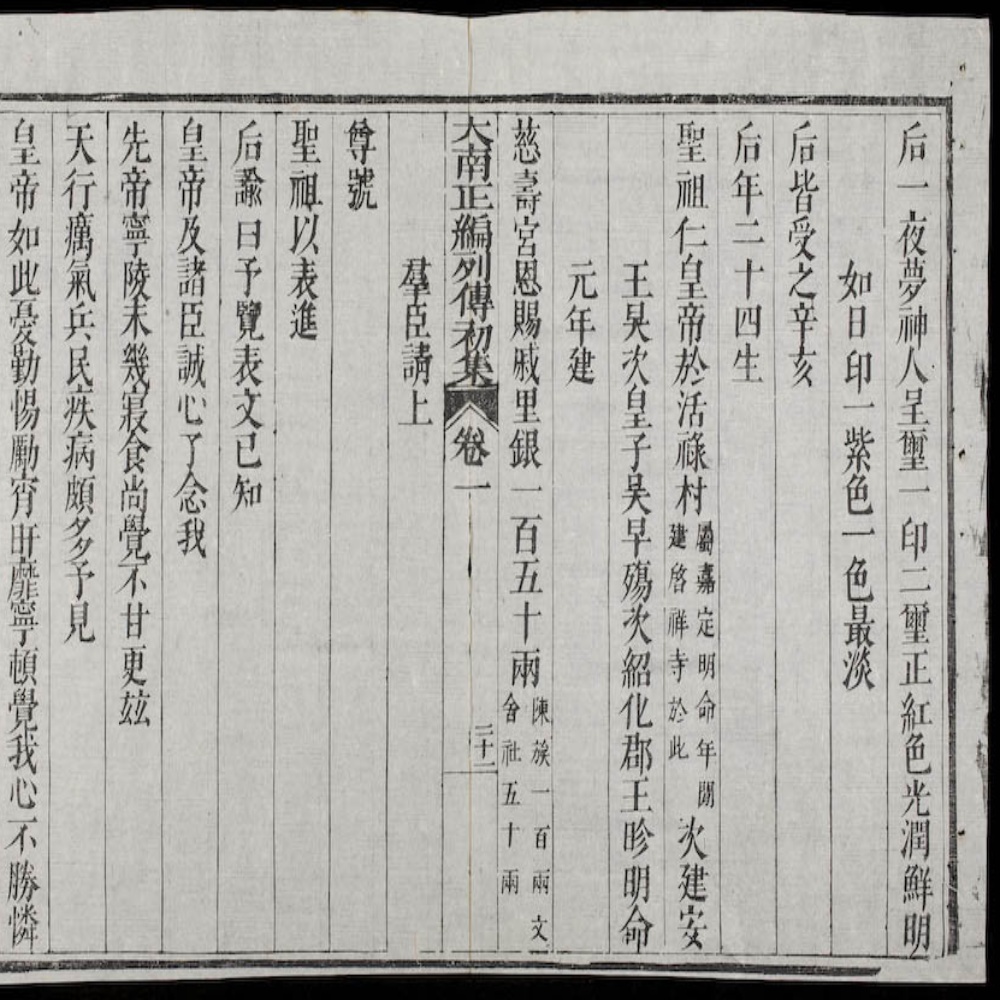 后一夜夢神人呈璽一印二璽正紅色光潤鮮明
如日印一紫色一色最淡
后皆受之辛亥
后年二十四生
聖祖仁皇帝於活祿村屬嘉定明命年間建啓祥寺於此次建安
王昊次皇子吳早殤次紹化郡王昣明命
元年建
慈壽宮恩賜戚里銀一百五十兩陳族一百兩文會社五十兩
大南正編列傳初集 卷一 二十二
羣臣請上
尊號
聖祖以表進
后諭曰予覽表文已知
皇帝及諸臣誠心了念我
先帝寧陵未幾寢食尚覺不甘更玆
天行癘氣兵民疾病頗多予見
皇帝如此憂勤惕勵宵旰靡寧頓覺我心不勝憐